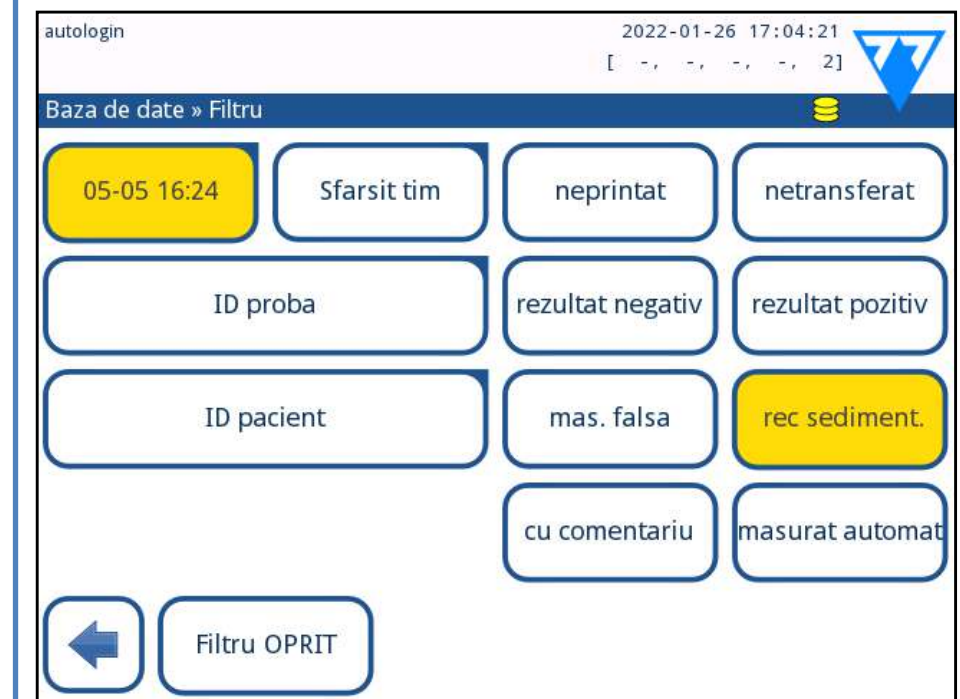 autologin
2022-01-26 17:04:21
[ -, -, -, -, 2]
Baza de date » Filtru
05-05 16:24
Sfarsit tim
neprintat
netransferat
ID proba
rezultat negativ
rezultat pozitiv
ID pacient
mas. falsa
rec sediment.
cu comentariu
masurat automat
Filtru OPRIT